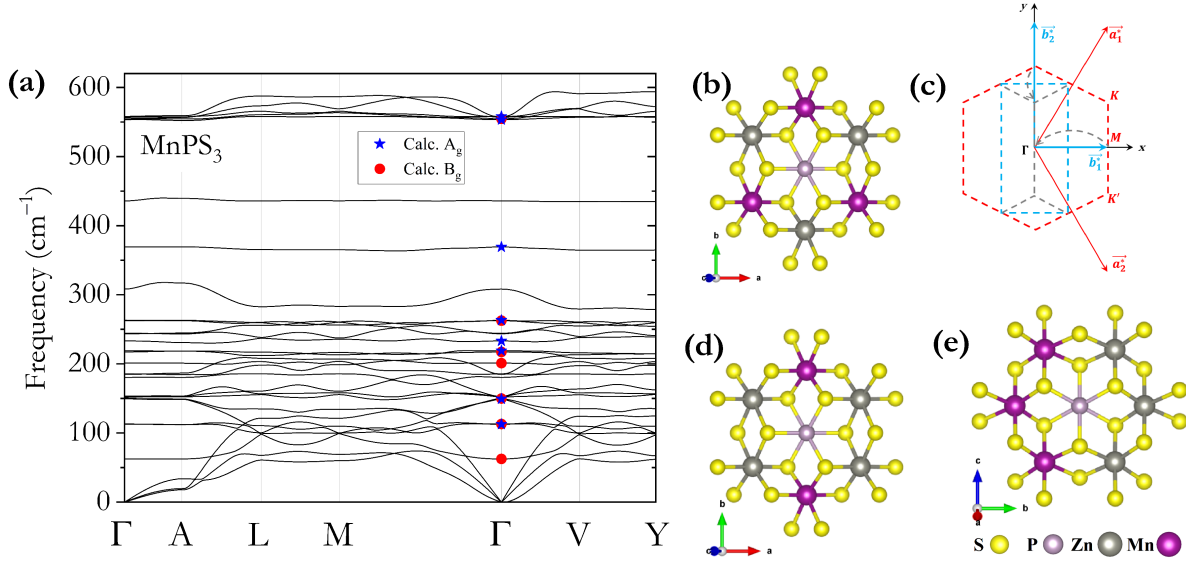 (a)
600
500
400
300
200
100
0
Frequency (cm⁻¹)
MnPS₃
Calc. A_g
Calc. B_g
Γ A L M Γ V Y
(b)
b
c a
(c)
y
b₂*
a₁*
K
M
Γ
b₁*
x
K'
a₂*
(d)
b
c a
(e)
c
a b
S P Zn Mn